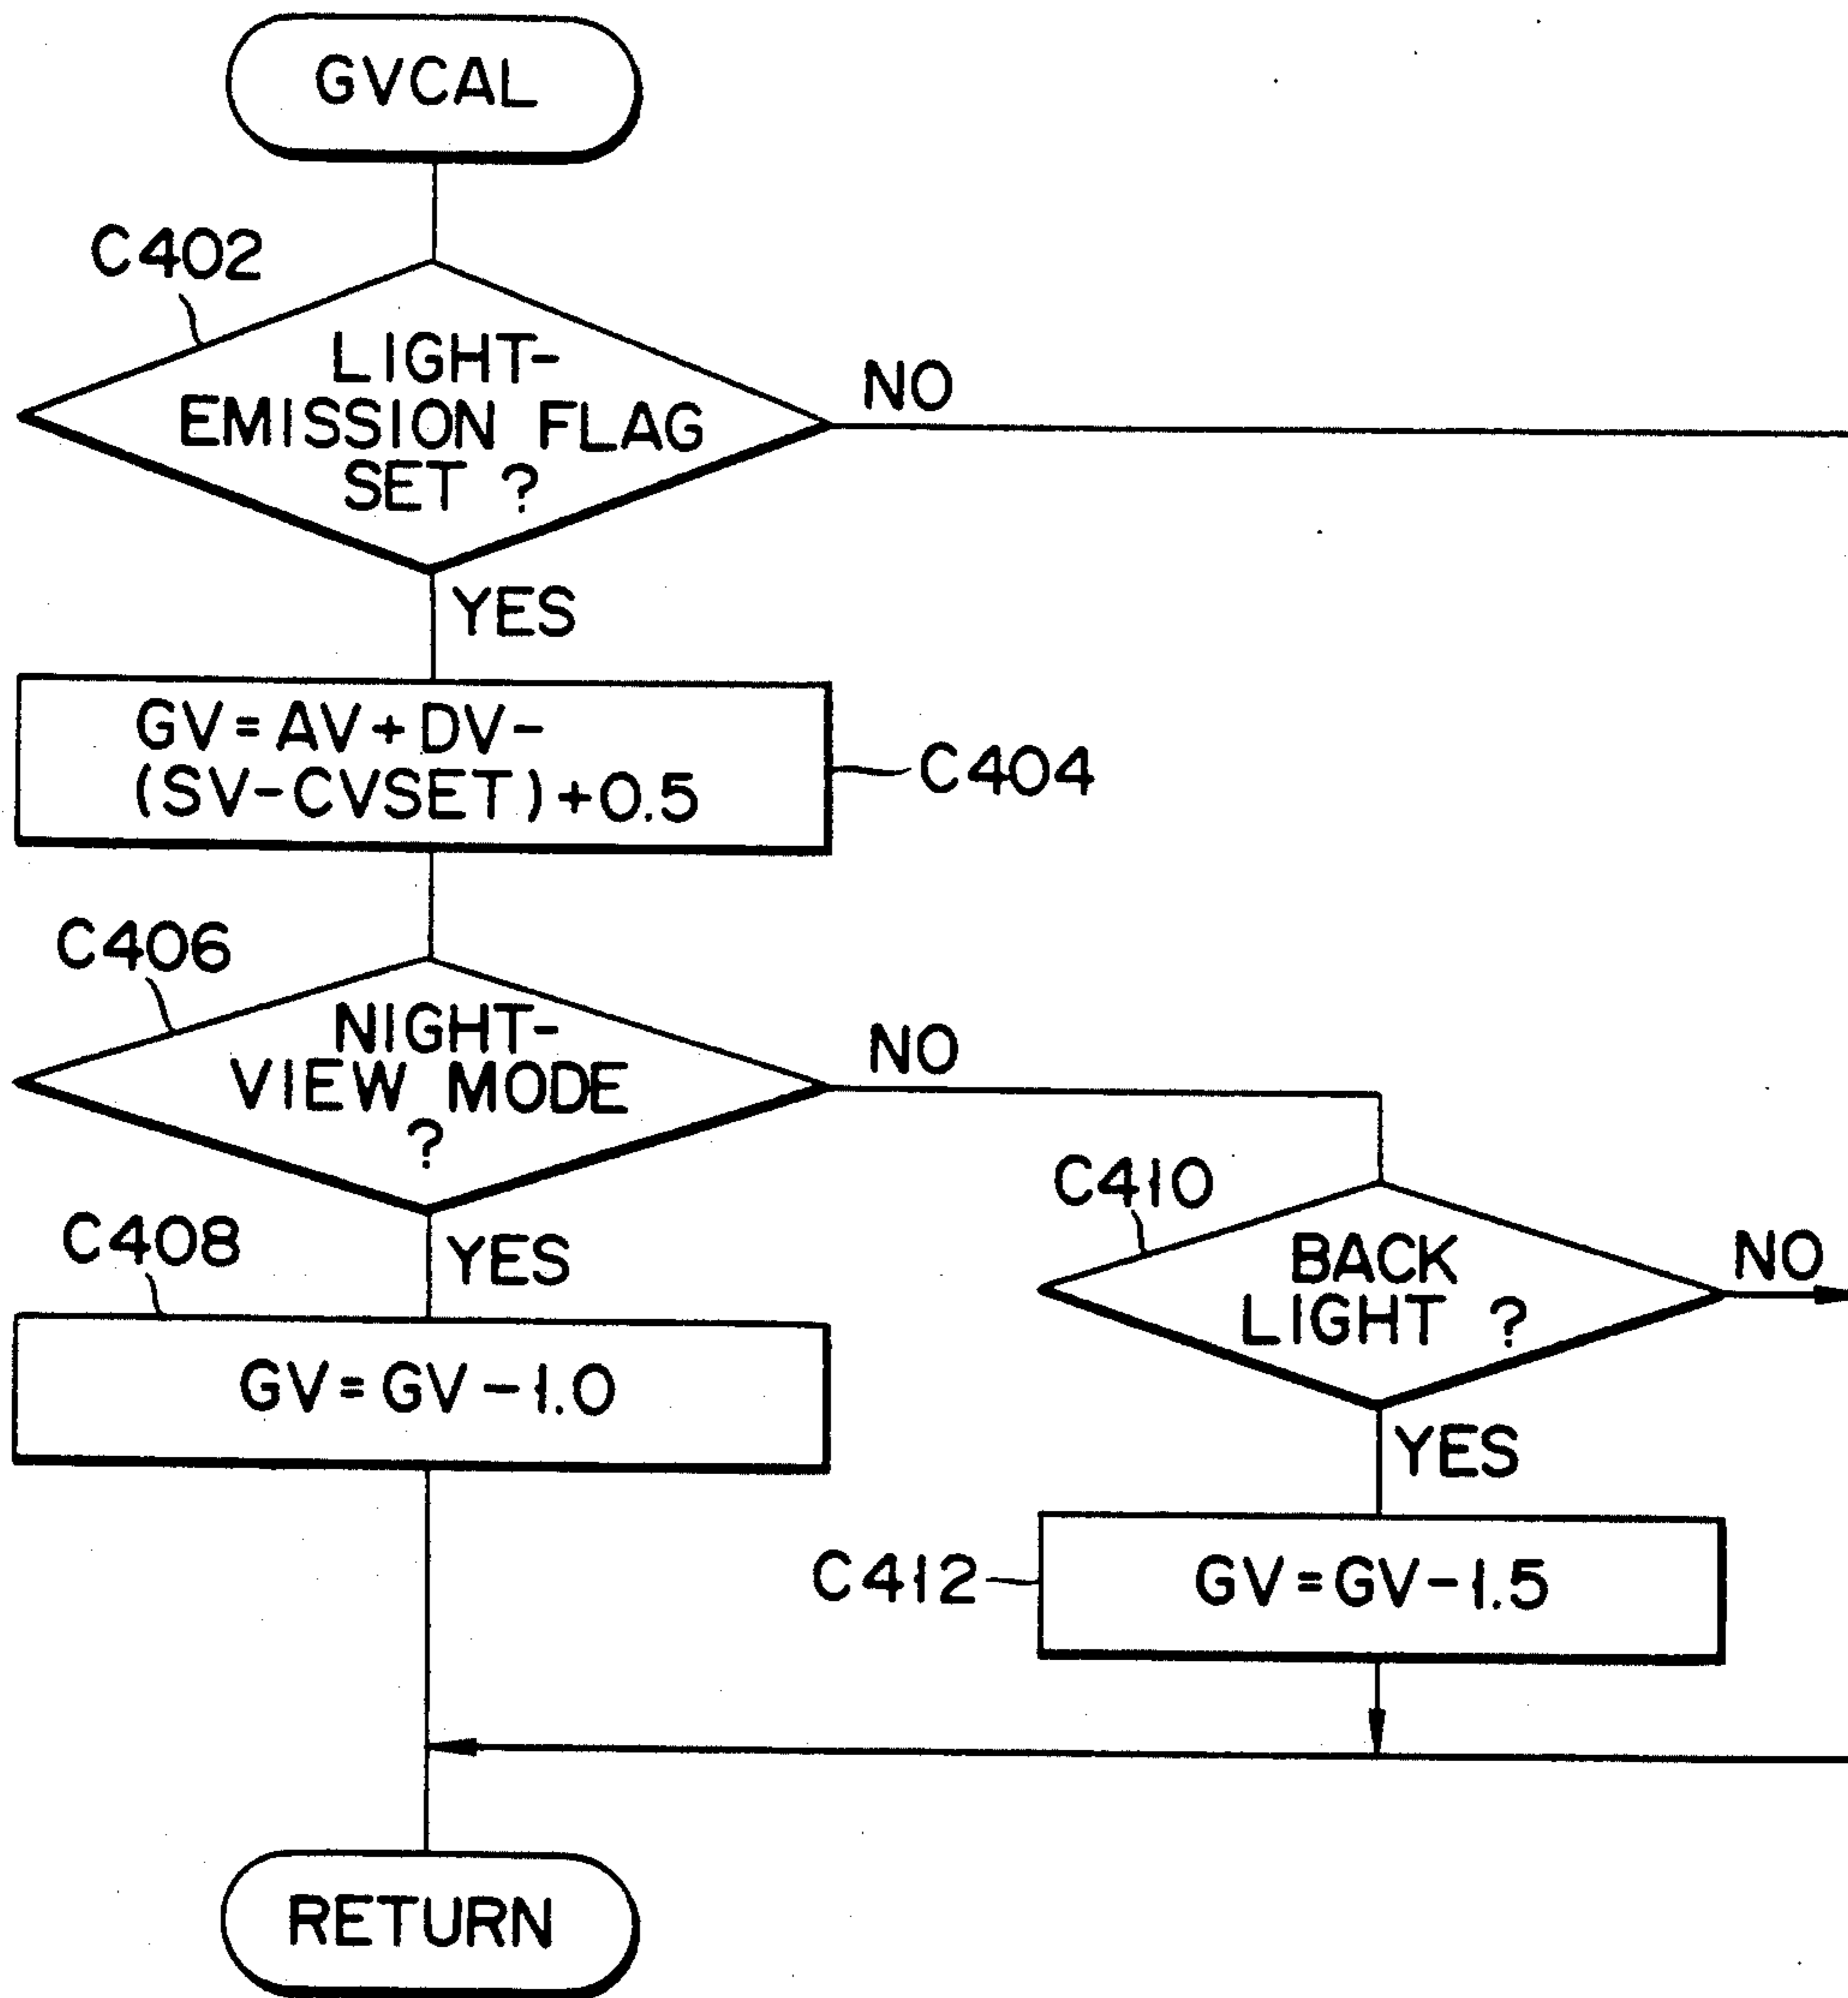 GVCAL
C402
LIGHT-
EMISSION FLAG
SET ?
NO
YES
GV=AV+DV-
(SV-CVSET)+0.5
C404
C406
NIGHT-
VIEW MODE
?
NO
C408
YES
GV=GV-1.0
C410
BACK
LIGHT ?
NO
YES
C412
GV=GV-1.5
RETURN